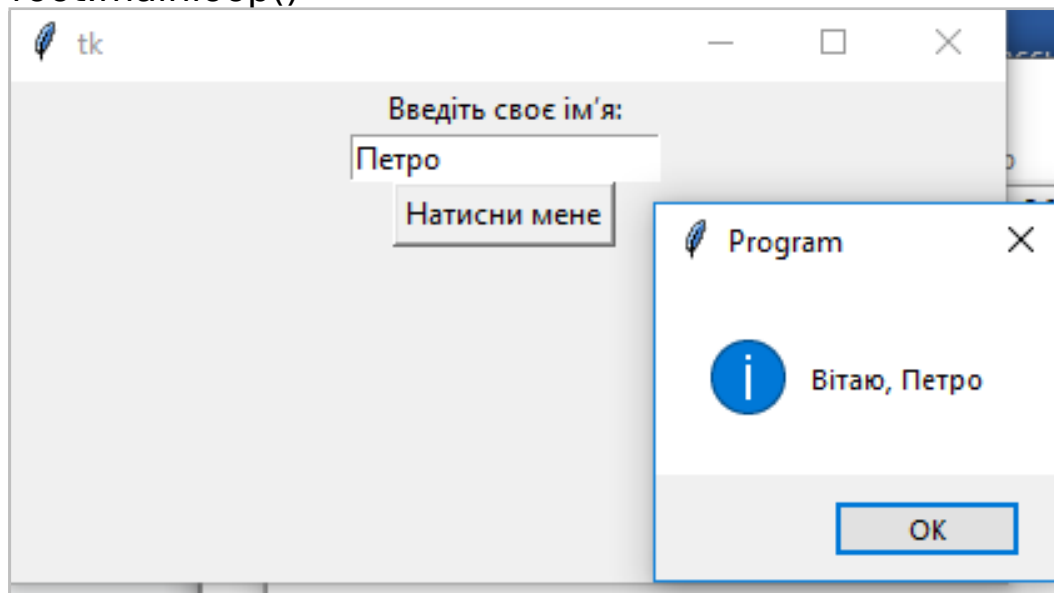 root.mainloop()
tk
Введіть своє ім'я:
Петро
Натисни мене
Program
Вітаю, Петро
OK